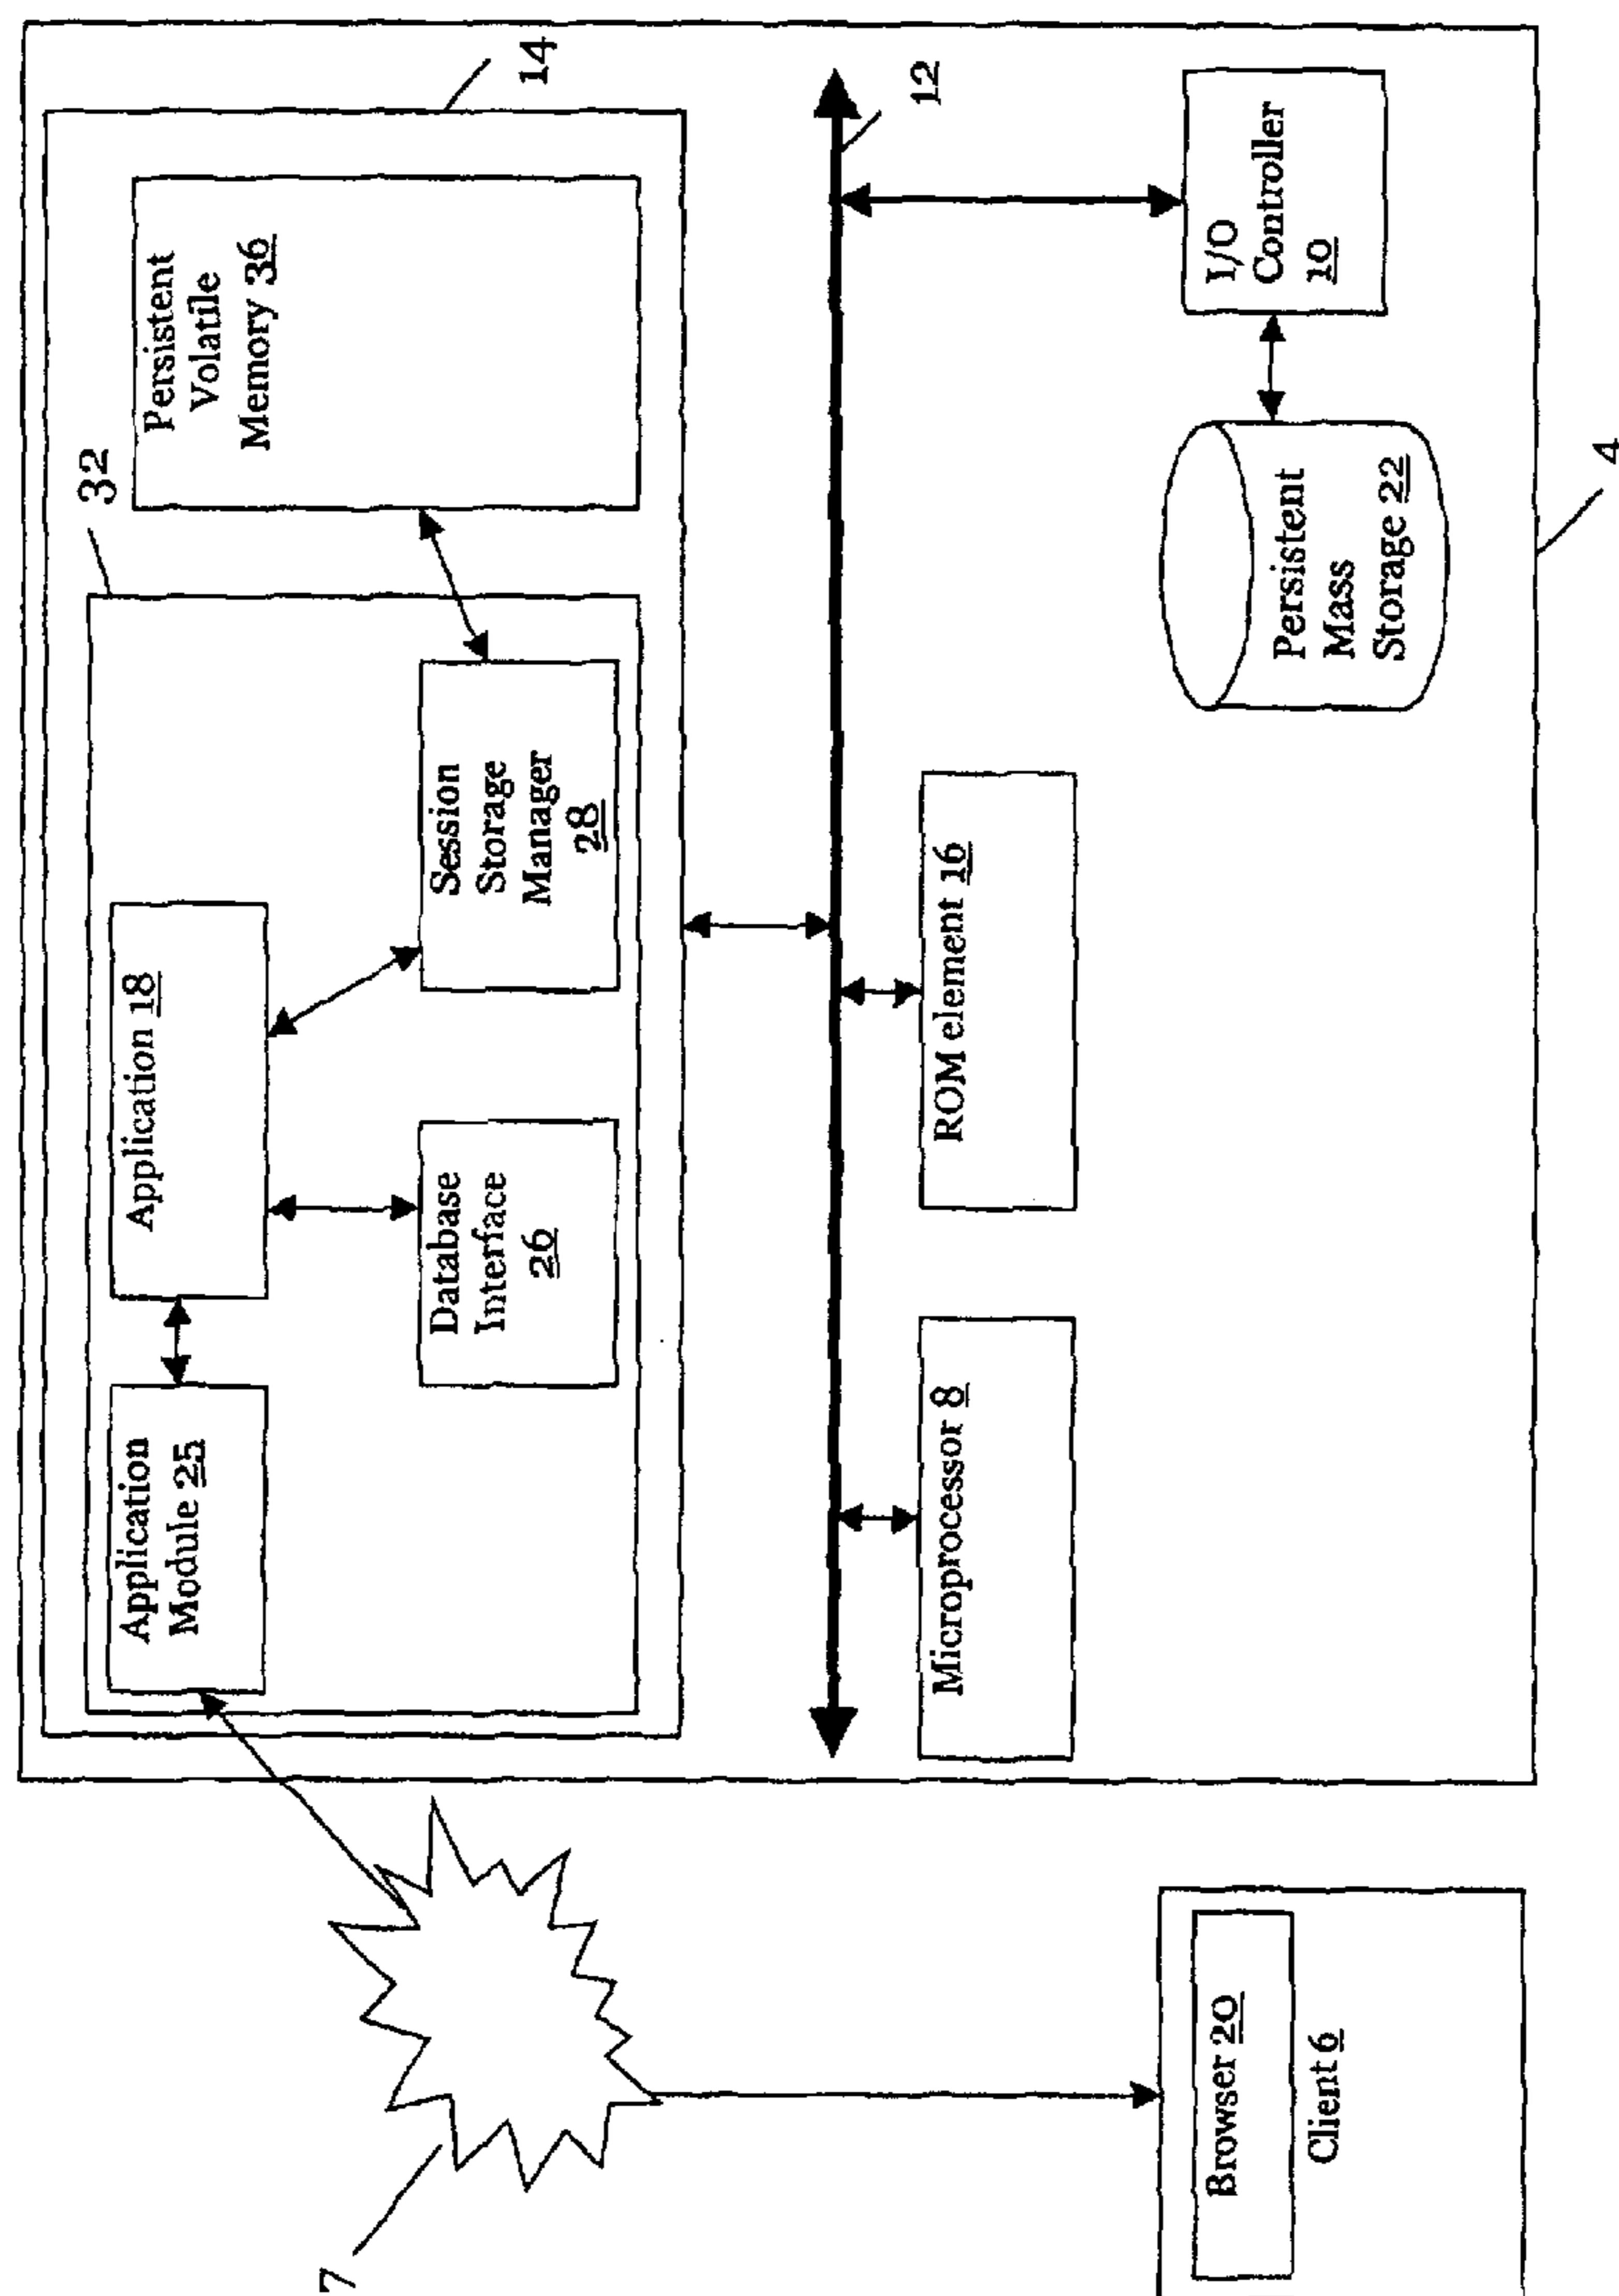 7
Browser 20
Client 6
Application
Module 25
Application 18
Database
Interface
26
Session
Storage
Manager
28
32
Persistent
Volatile
Memory 36
14
12
Microprocessor 8
ROM element 16
Persistent
Mass
Storage 22
I/O
Controller
10
4